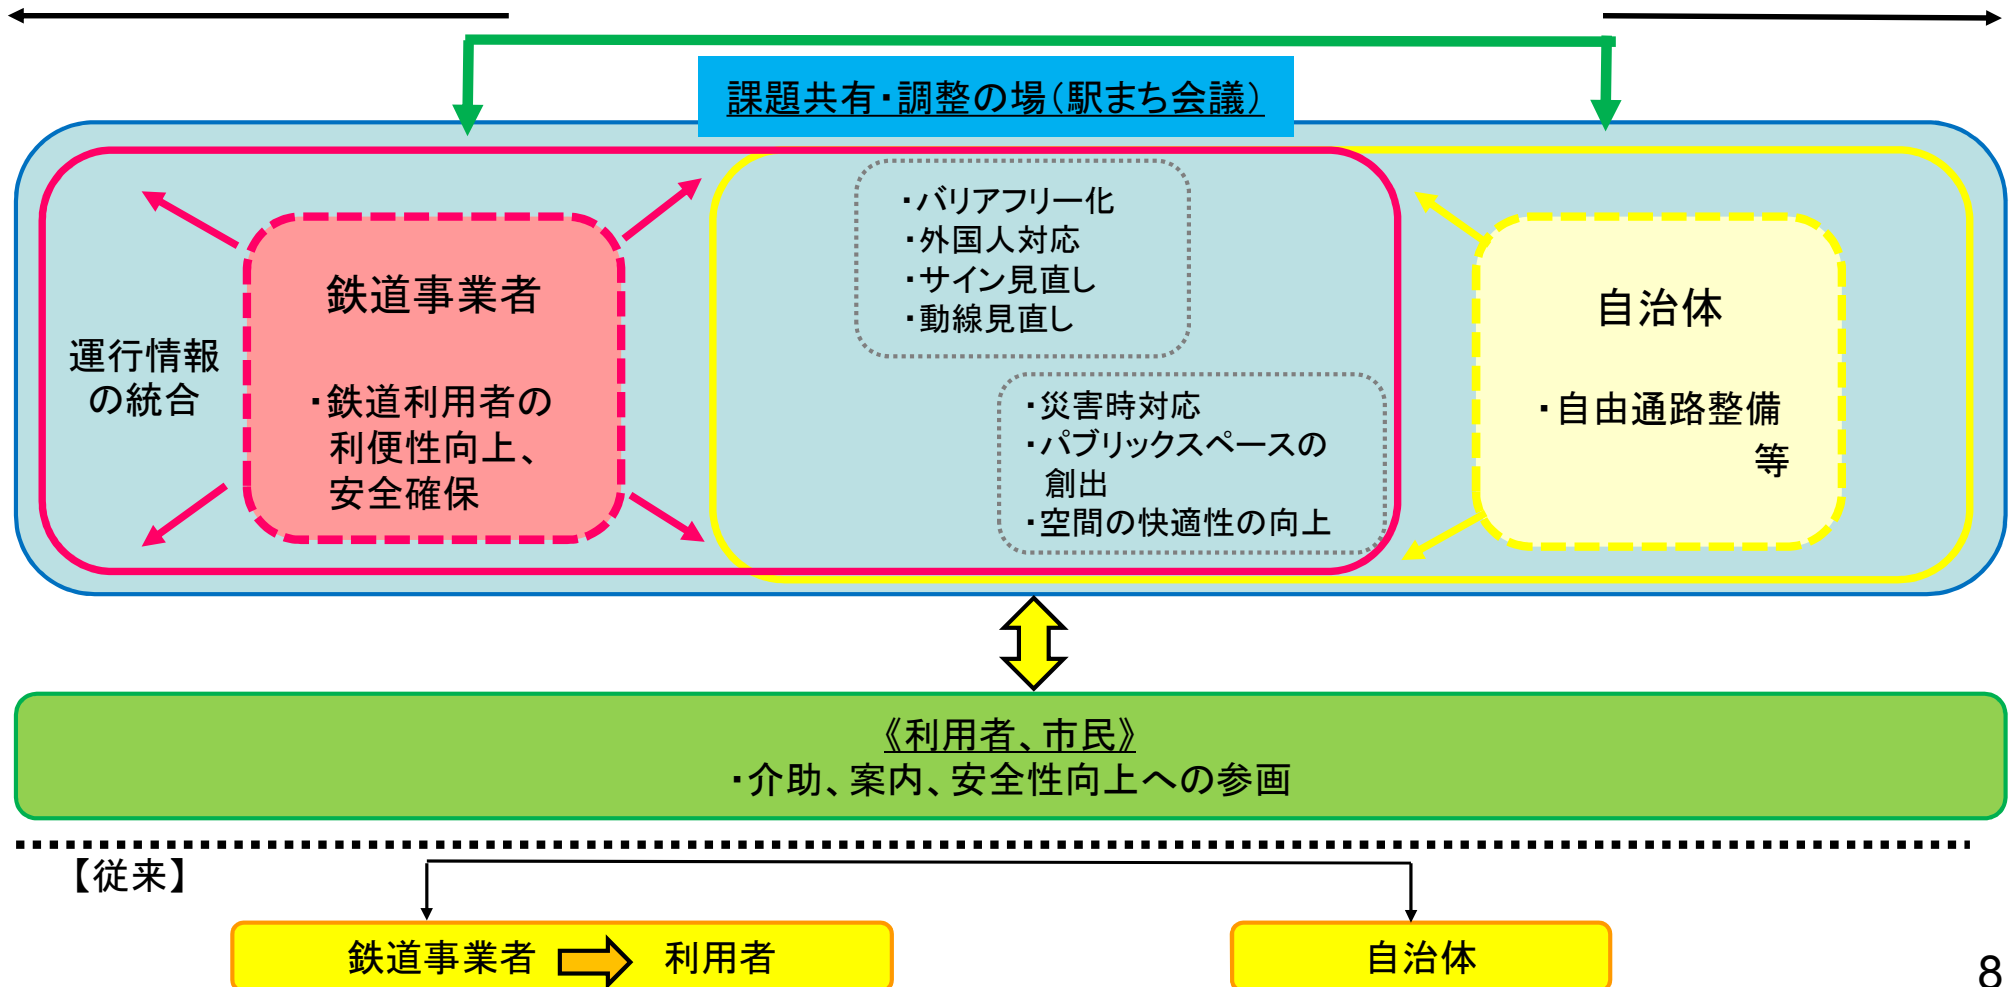 課題共有・調整の場（駅まち会議）
・バリアフリー化
・外国人対応
・サイン見直し
・動線見直し
鉄道事業者
自治体
運行情報
の統合
・鉄道利用者の
利便性向上、
安全確保
・災害時対応
・パブリックスペースの
創出
・空間の快適性の向上
・自由通路整備
等
《利用者、市民》
・介助、案内、安全性向上への参画
【従来】
鉄道事業者
利用者
自治体
8